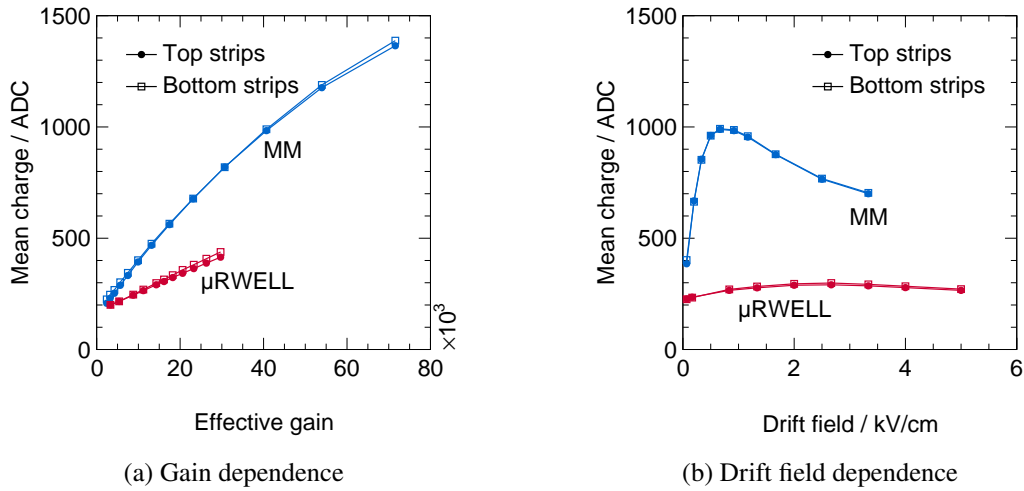 1500
1000
500
0
Mean charge / ADC
Top strips
Bottom strips
MM
µRWELL
0 20 40 60 80
×10³
Effective gain
(a) Gain dependence
1500
1000
500
0
Mean charge / ADC
Top strips
Bottom strips
MM
µRWELL
0 2 4 6
Drift field / kV/cm
(b) Drift field dependence